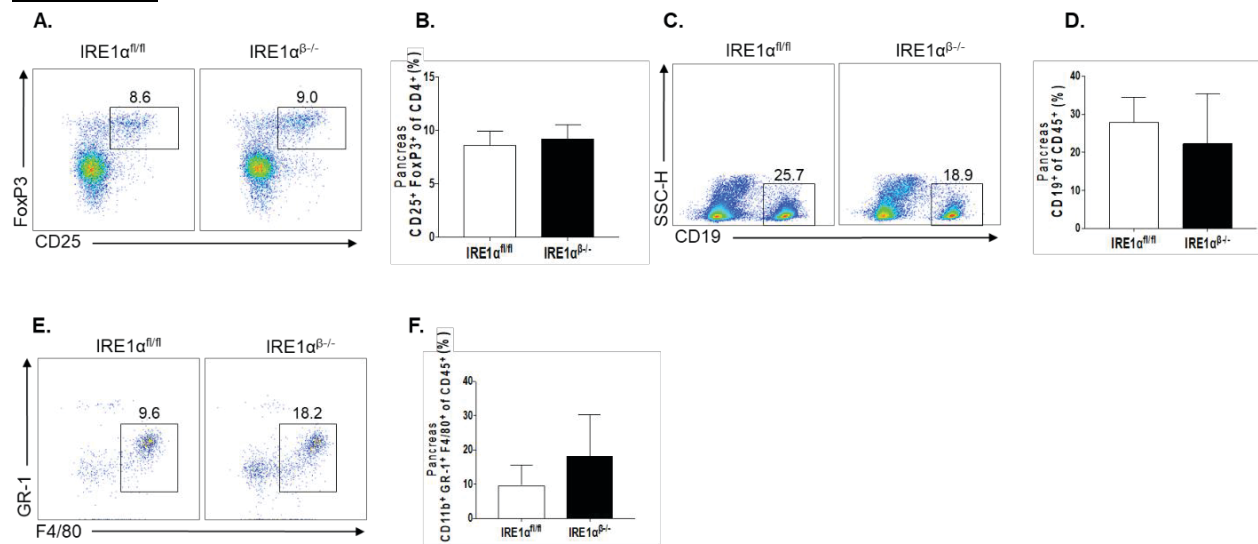 A.
IRE1α^fl/fl
IRE1α^β-/-
8.6
9.0
FoxP3
CD25
B.
Pancreas
CD25⁺ FoxP3⁺ of CD4⁺ (%)
15
10
5
0
IRE1α^fl/fl
IRE1α^β-/-
C.
IRE1α^fl/fl
IRE1α^β-/-
25.7
18.9
SSC-H
CD19
D.
Pancreas
CD19⁺ of CD45⁺ (%)
40
30
20
10
0
IRE1α^fl/fl
IRE1α^β-/-
E.
IRE1α^fl/fl
IRE1α^β-/-
9.6
18.2
GR-1
F4/80
F.
Pancreas
CD11b⁺ GR-1⁺ F4/80⁺ of CD45⁺ (%)
40
30
20
10
0
IRE1α^fl/fl
IRE1α^β-/-